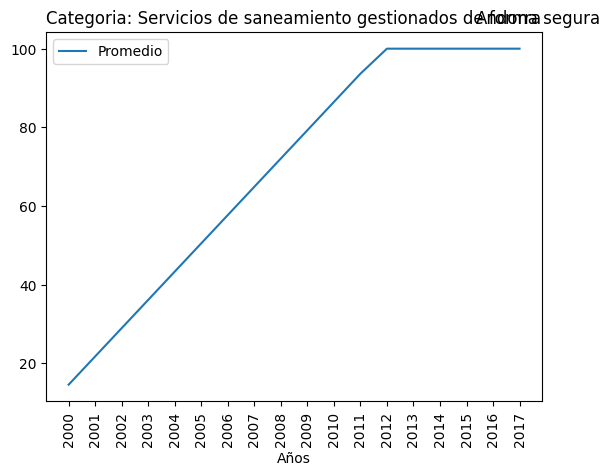 Categoria: Servicios de saneamiento gestionados de forma segura
Andorra
Promedio
100
80
60
40
20
2000 2001 2002 2003 2004 2005 2006 2007 2008 2009 2010 2011 2012 2013 2014 2015 2016 2017
Años